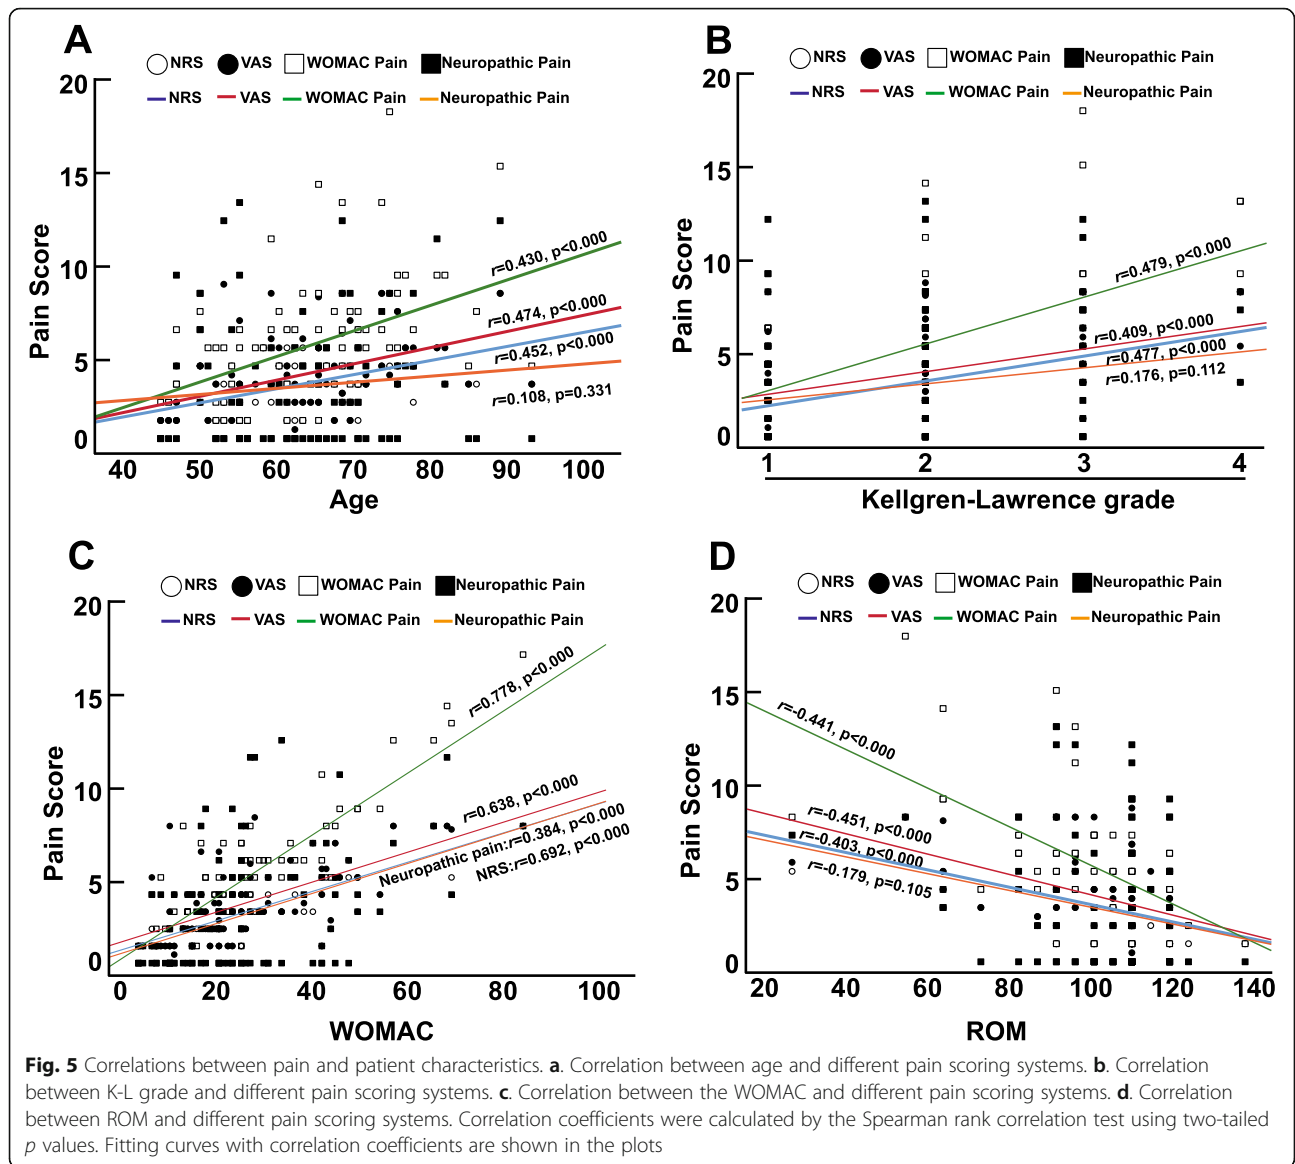 A
NRS VAS WOMAC Pain Neuropathic Pain
NRS VAS WOMAC Pain Neuropathic Pain
20
15
10
5
0
Pain Score
r=0.430, p<0.000
r=0.474, p<0.000
r=0.452, p<0.000
r=0.108, p=0.331
40 50 60 70 80 90 100
Age
B
NRS VAS WOMAC Pain Neuropathic Pain
NRS VAS WOMAC Pain Neuropathic Pain
20
15
10
5
0
Pain Score
r=0.479, p<0.000
r=0.409, p<0.000
r=0.477, p<0.000
r=0.176, p=0.112
1 2 3 4
Kellgren-Lawrence grade
C
NRS VAS WOMAC Pain Neuropathic Pain
NRS VAS WOMAC Pain Neuropathic Pain
20
15
10
5
0
Pain Score
r=0.778, p<0.000
r=0.638, p<0.000
Neuropathic pain:r=0.384, p<0.000
NRS:r=0.692, p<0.000
0 20 40 60 80 100
WOMAC
D
NRS VAS WOMAC Pain Neuropathic Pain
NRS VAS WOMAC Pain Neuropathic Pain
20
15
10
5
0
Pain Score
r=-0.441, p<0.000
r=-0.451, p<0.000
r=-0.403, p<0.000
r=-0.179, p=0.105
20 40 60 80 100 120 140
ROM
Fig. 5 Correlations between pain and patient characteristics. a. Correlation between age and different pain scoring systems. b. Correlation
between K-L grade and different pain scoring systems. c. Correlation between the WOMAC and different pain scoring systems. d. Correlation
between ROM and different pain scoring systems. Correlation coefficients were calculated by the Spearman rank correlation test using two-tailed
p values. Fitting curves with correlation coefficients are shown in the plots